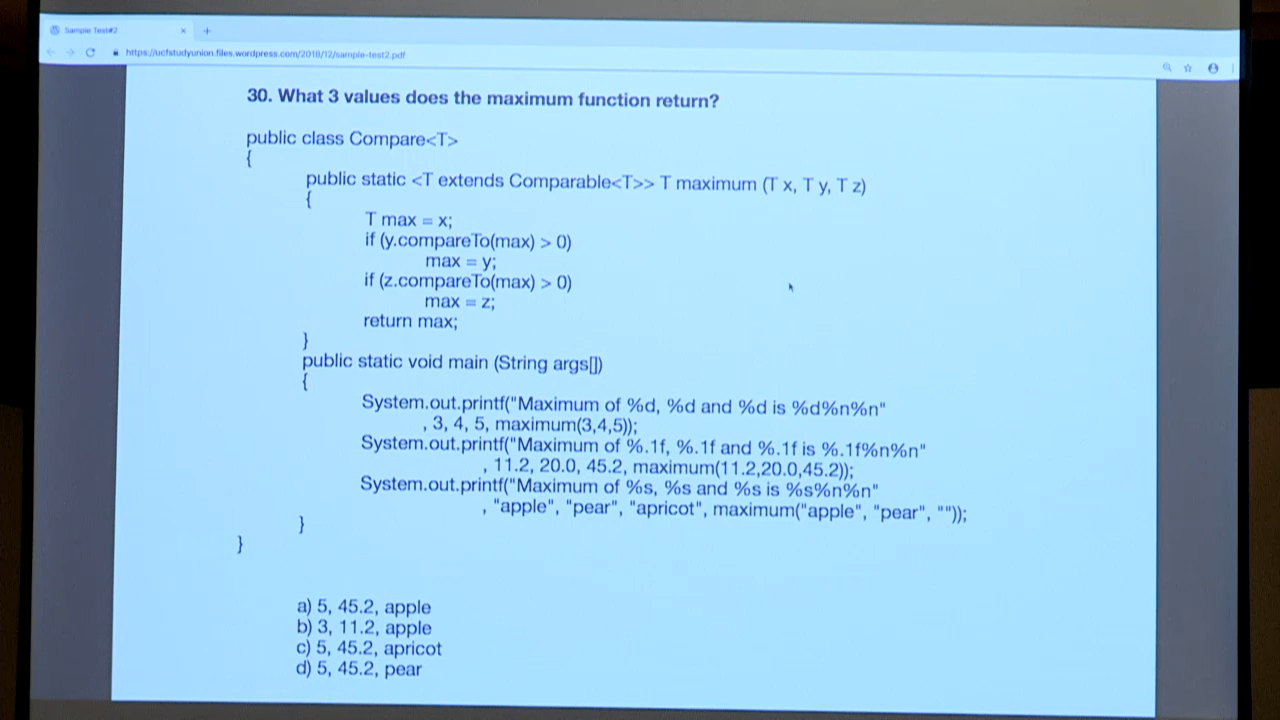 Sample Test#2
https://ucfstudyunion.files.wordpress.com/2018/12/sample-test2.pdf
30. What 3 values does the maximum function return?
public class Compare<T>
{
public static <T extends Comparable<T>> T maximum (T x, T y, T z)
{
T max = x;
if (y.compareTo(max) > 0)
max = y;
if (z.compareTo(max) > 0)
max = z;
return max;
}
public static void main (String args[])
{
System.out.printf("Maximum of %d, %d and %d is %d%n%n"
, 3, 4, 5, maximum(3,4,5));
System.out.printf("Maximum of %.1f, %.1f and %.1f is %.1f%n%n"
, 11.2, 20.0, 45.2, maximum(11.2,20.0,45.2));
System.out.printf("Maximum of %s, %s and %s is %s%n%n"
, "apple", "pear", "apricot", maximum("apple", "pear", ""));
}
}
a) 5, 45.2, apple
b) 3, 11.2, apple
c) 5, 45.2, apricot
d) 5, 45.2, pear